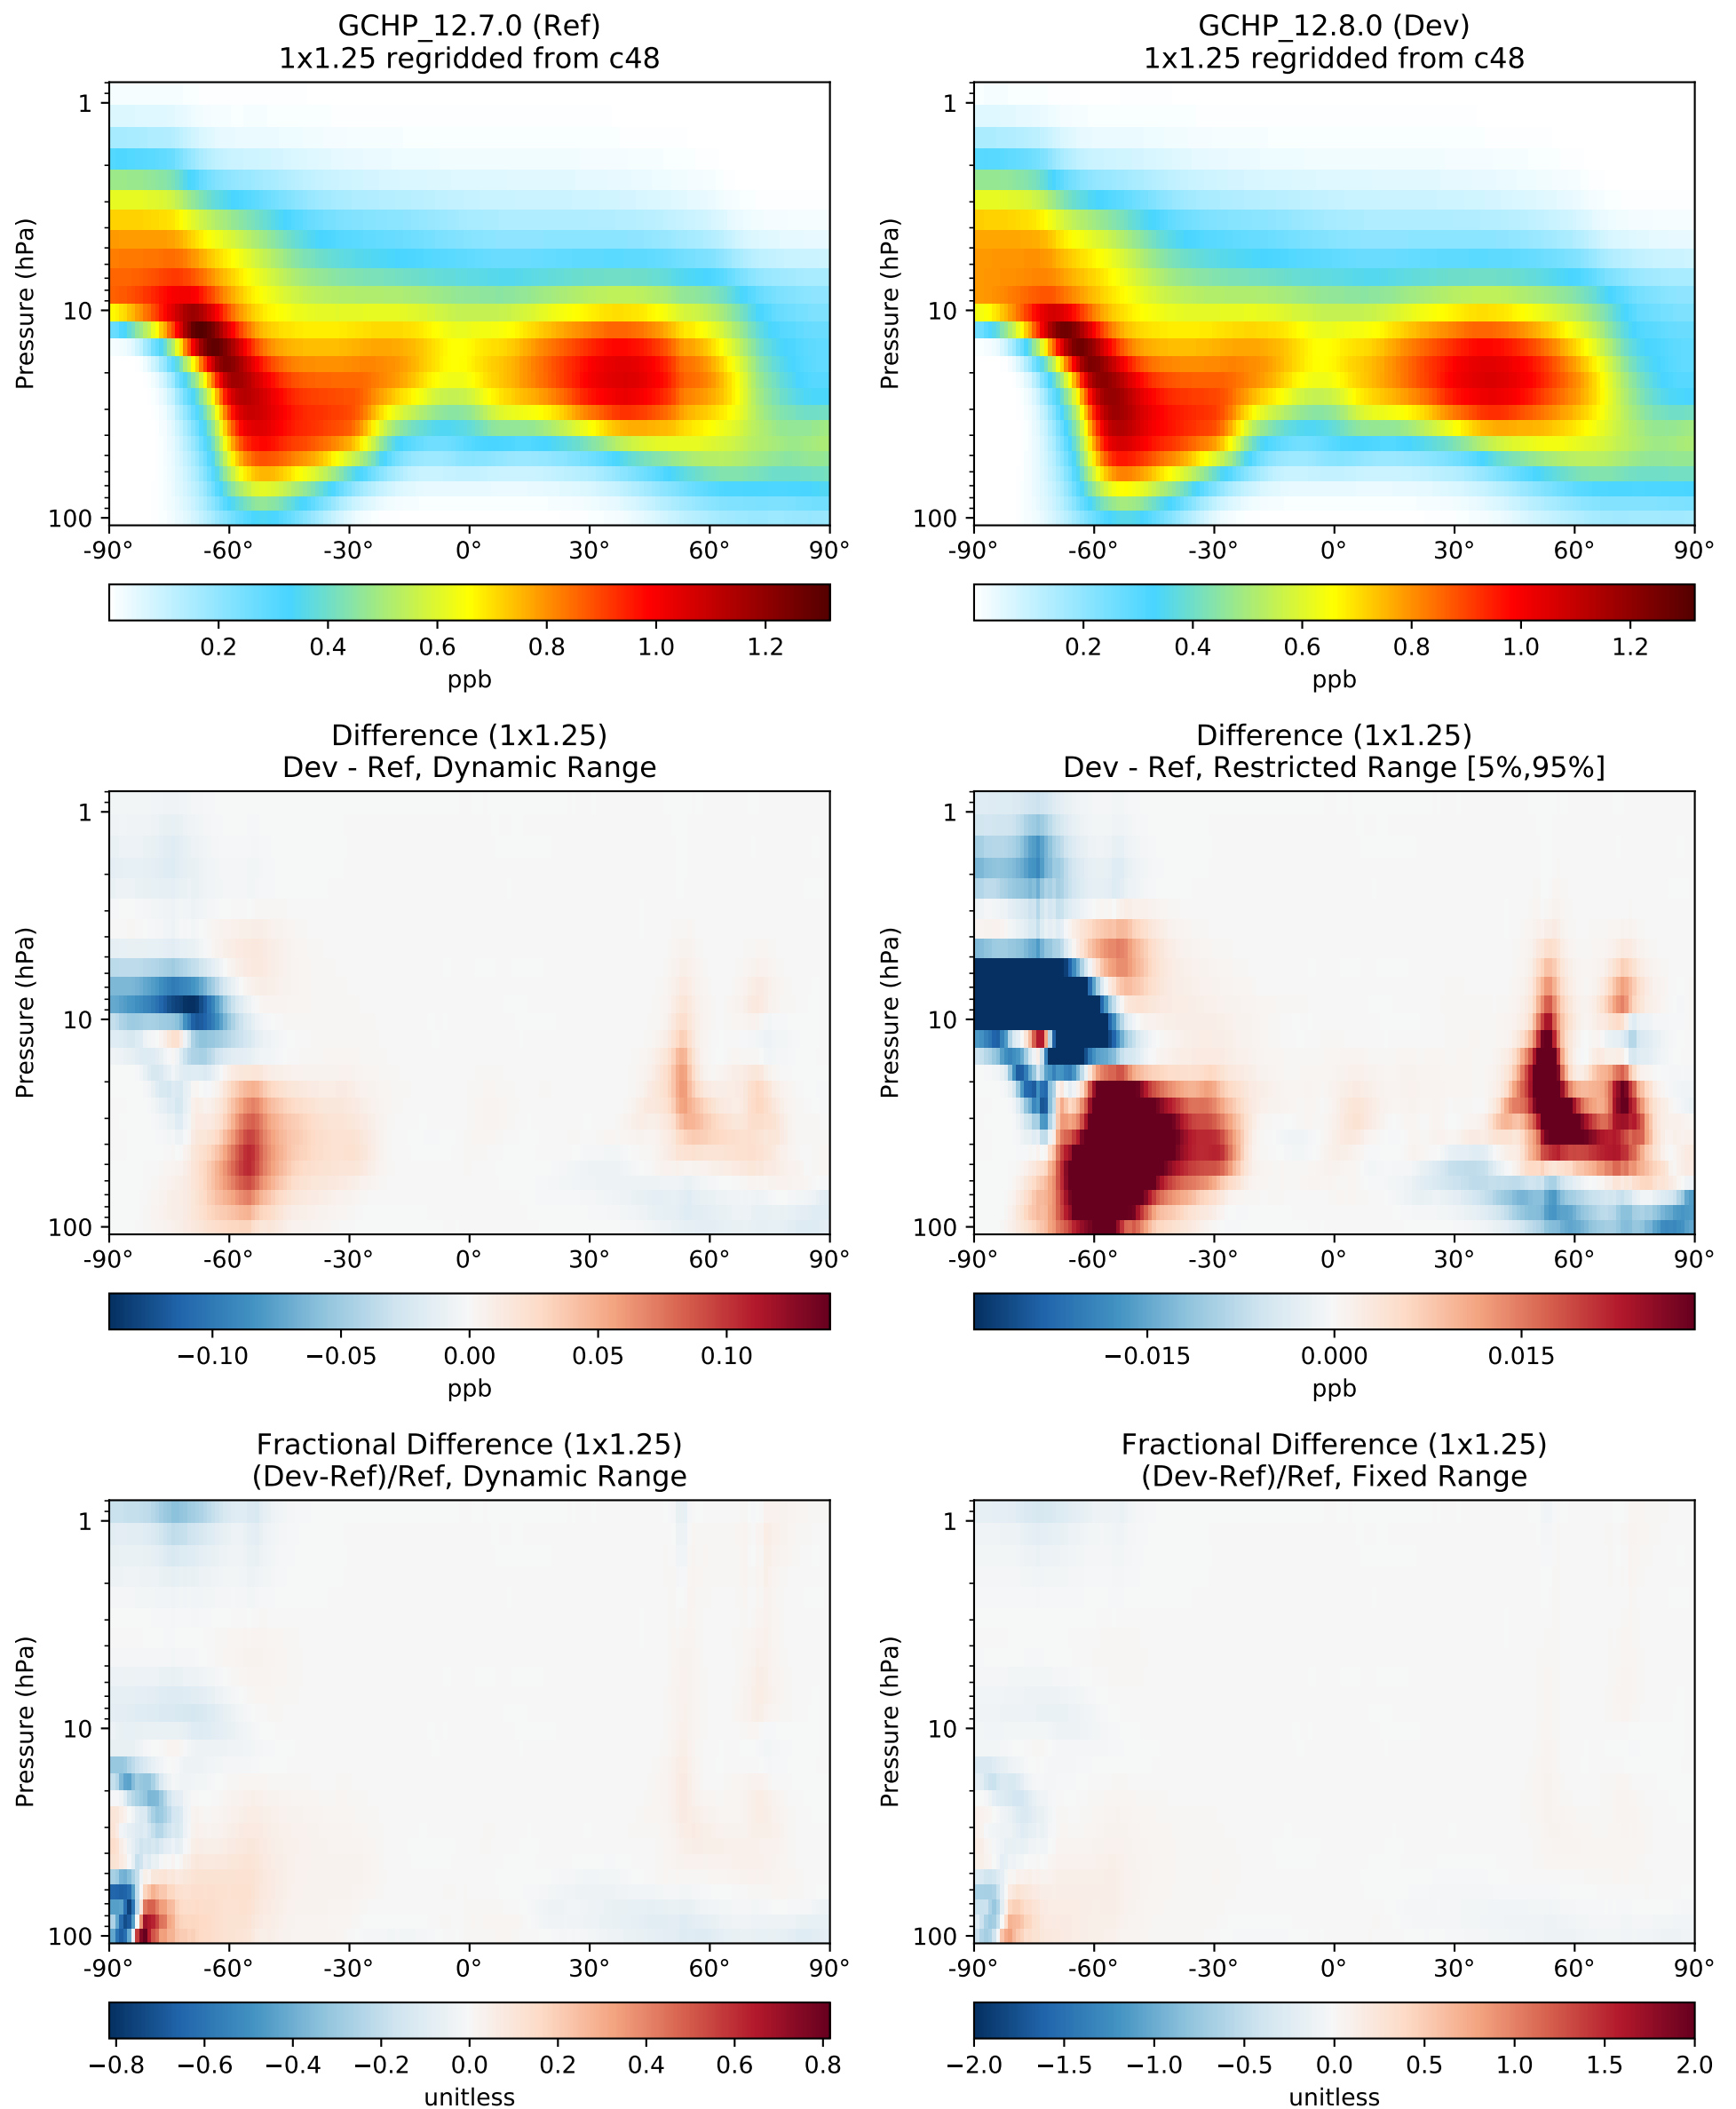 GCHP_12.7.0 (Ref)
1x1.25 regridded from c48
Pressure (hPa)
1
10
100
-90° -60° -30° 0° 30° 60° 90°
0.2 0.4 0.6 0.8 1.0 1.2
ppb
GCHP_12.8.0 (Dev)
1x1.25 regridded from c48
Pressure (hPa)
1
10
100
-90° -60° -30° 0° 30° 60° 90°
0.2 0.4 0.6 0.8 1.0 1.2
ppb
Difference (1x1.25)
Dev - Ref, Dynamic Range
Pressure (hPa)
1
10
100
-90° -60° -30° 0° 30° 60° 90°
−0.10 −0.05 0.00 0.05 0.10
ppb
Difference (1x1.25)
Dev - Ref, Restricted Range [5%,95%]
Pressure (hPa)
1
10
100
-90° -60° -30° 0° 30° 60° 90°
−0.015 0.000 0.015
ppb
Fractional Difference (1x1.25)
(Dev-Ref)/Ref, Dynamic Range
Pressure (hPa)
1
10
100
-90° -60° -30° 0° 30° 60° 90°
−0.8 −0.6 −0.4 −0.2 0.0 0.2 0.4 0.6 0.8
unitless
Fractional Difference (1x1.25)
(Dev-Ref)/Ref, Fixed Range
Pressure (hPa)
1
10
100
-90° -60° -30° 0° 30° 60° 90°
−2.0 −1.5 −1.0 −0.5 0.0 0.5 1.0 1.5 2.0
unitless